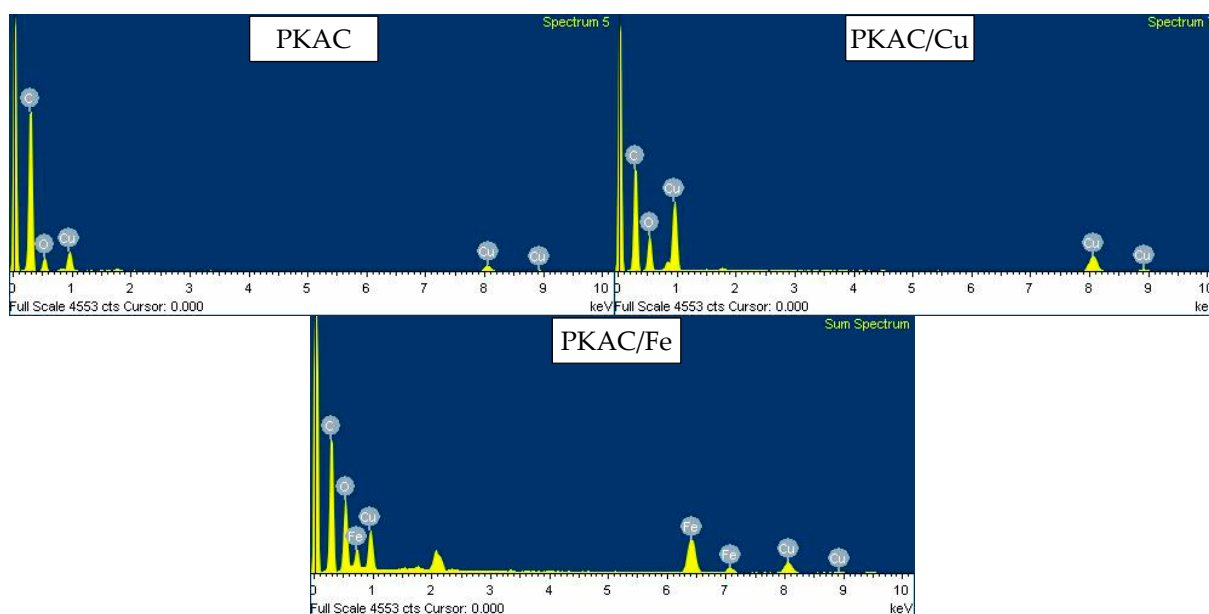 Spectrum 5
PKAC
C
O
Cu
Cu
Cu
0 1 2 3 4 5 6 7 8 9 10
Full Scale 4553 cts Cursor: 0.000 keV
Spectrum
PKAC/Cu
C
O
Cu
Cu
Cu
1 2 3 4 5 6 7 8 9 10
Full Scale 4553 cts Cursor: 0.000 ke
Sum Spectrum
PKAC/Fe
C
O
Fe
Cu
Fe
Fe
Cu
Cu
0 1 2 3 4 5 6 7 8 9 10
Full Scale 4553 cts Cursor: 0.000 keV